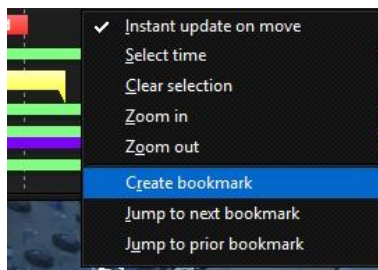 Instant update on move
Select time
Clear selection
Zoom in
Zoom out
Create bookmark
Jump to next bookmark
Jump to prior bookmark